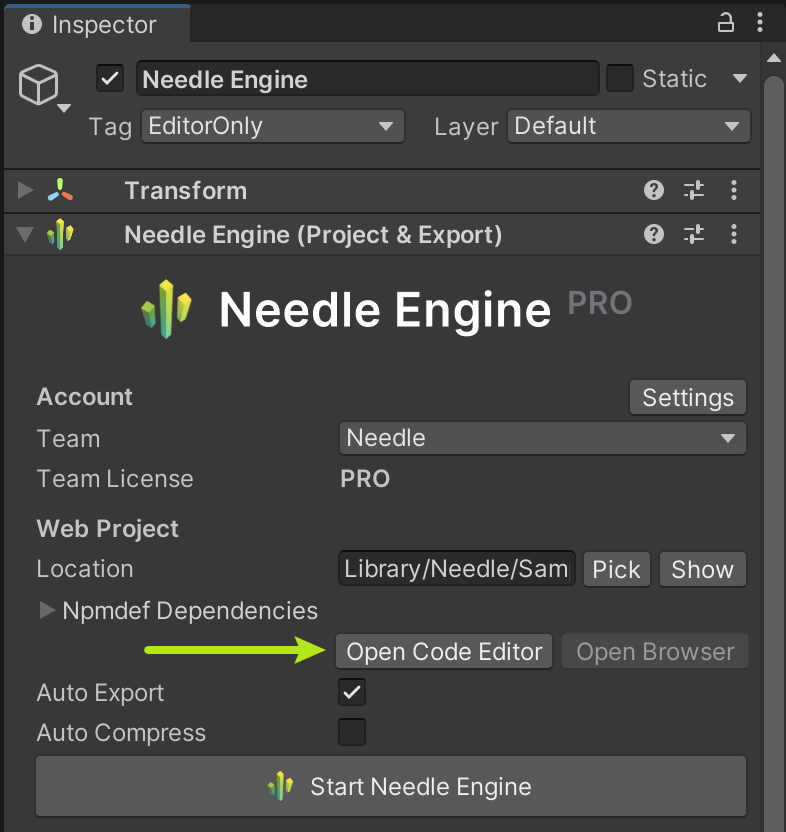 Inspector
Needle Engine Static
Tag EditorOnly Layer Default
Transform
Needle Engine (Project & Export)
Needle Engine PRO
Account Settings
Team Needle
Team License PRO
Web Project
Location Library/Needle/Sam Pick Show
Npmdef Dependencies
Open Code Editor Open Browser
Auto Export
Auto Compress
Start Needle Engine